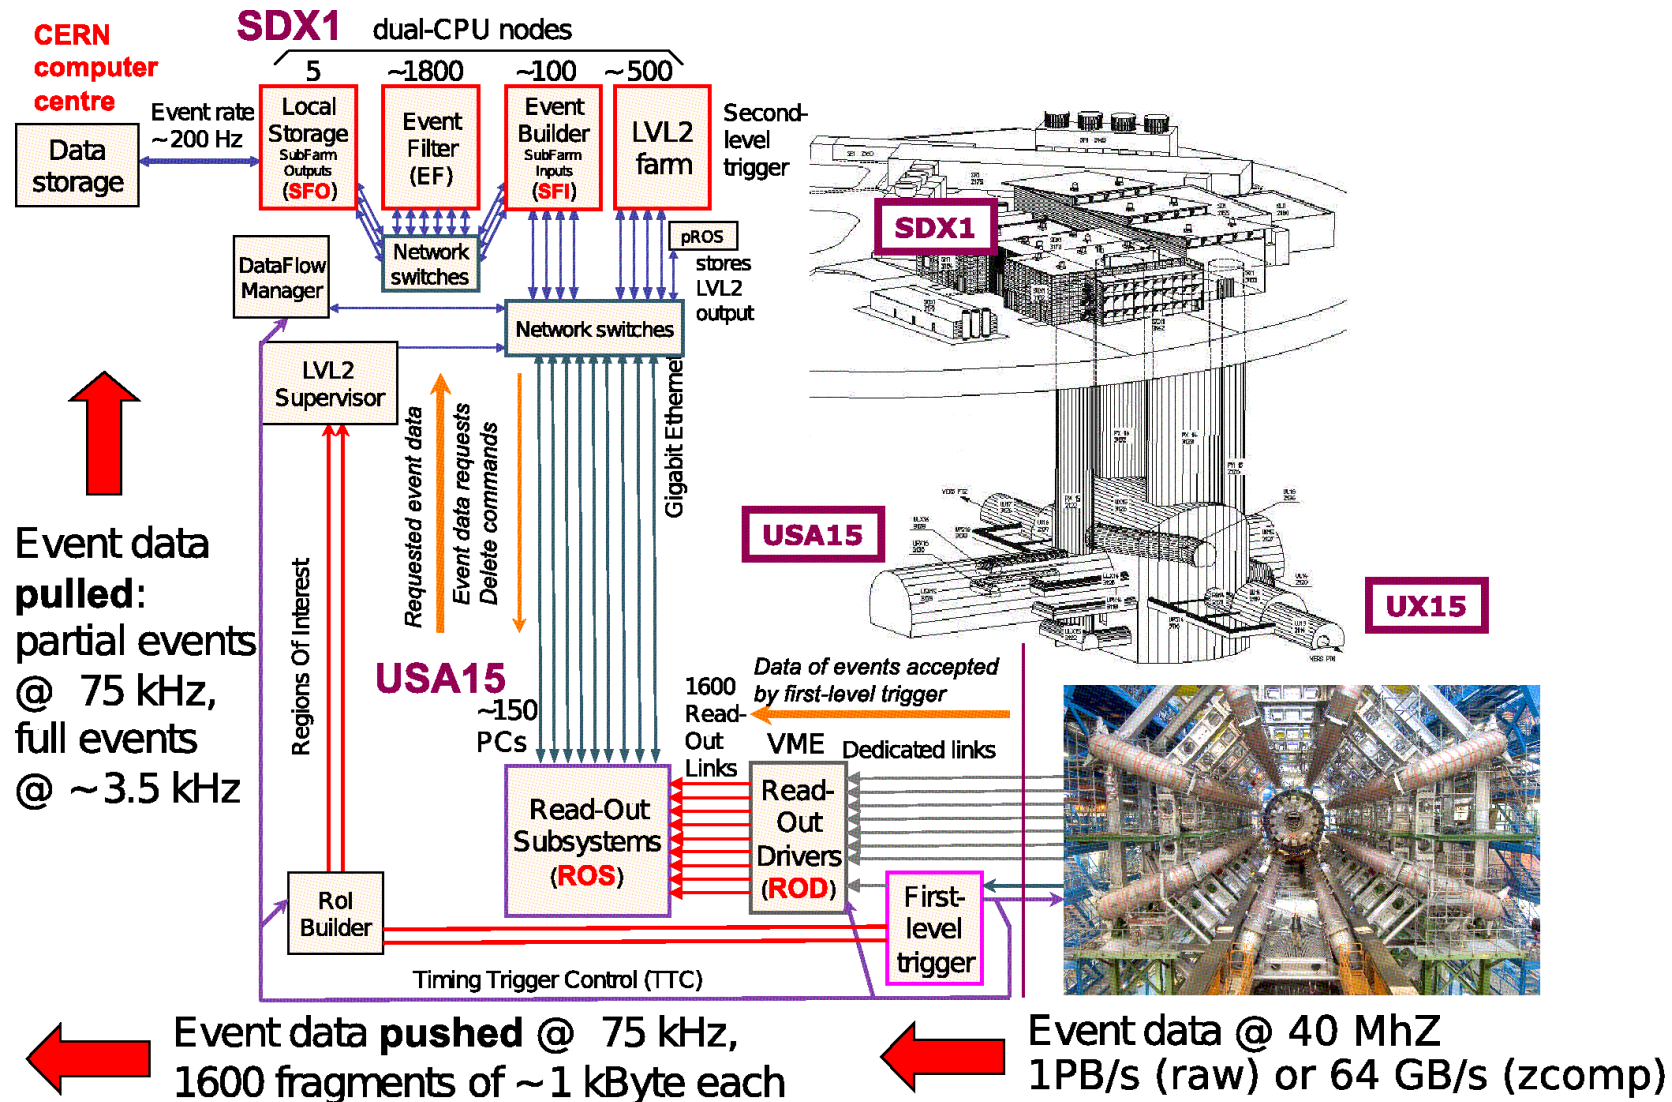 SDX1
dual-CPU nodes
CERN
computer
centre
5
~1800
~100
~500
Event rate
~200 Hz
Data
storage
Local
Storage
SubFarm
Outputs
(SFO)
Event
Filter
(EF)
Event
Builder
SubFarm
Inputs
(SFI)
LVL2
farm
Second-
level
trigger
Network
switches
pROS
stores
LVL2
output
DataFlow
Manager
Network switches
LVL2
Supervisor
Gigabit Ethernet
Requested event data
Event data requests
Delete commands
Event data
pulled:
partial events
@ 75 kHz,
full events
@ ~3.5 kHz
Regions Of Interest
SDX1
USA15
UX15
USA15
~150
PCs
1600
Read-
Out
Links
Data of events accepted
by first-level trigger
VME
Dedicated links
Read-Out
Subsystems
(ROS)
Read-
Out
Drivers
(ROD)
First-
level
trigger
RoI
Builder
Timing Trigger Control (TTC)
Event data pushed @ 75 kHz,
1600 fragments of ~1 kByte each
Event data @ 40 MhZ
1PB/s (raw) or 64 GB/s (zcomp)